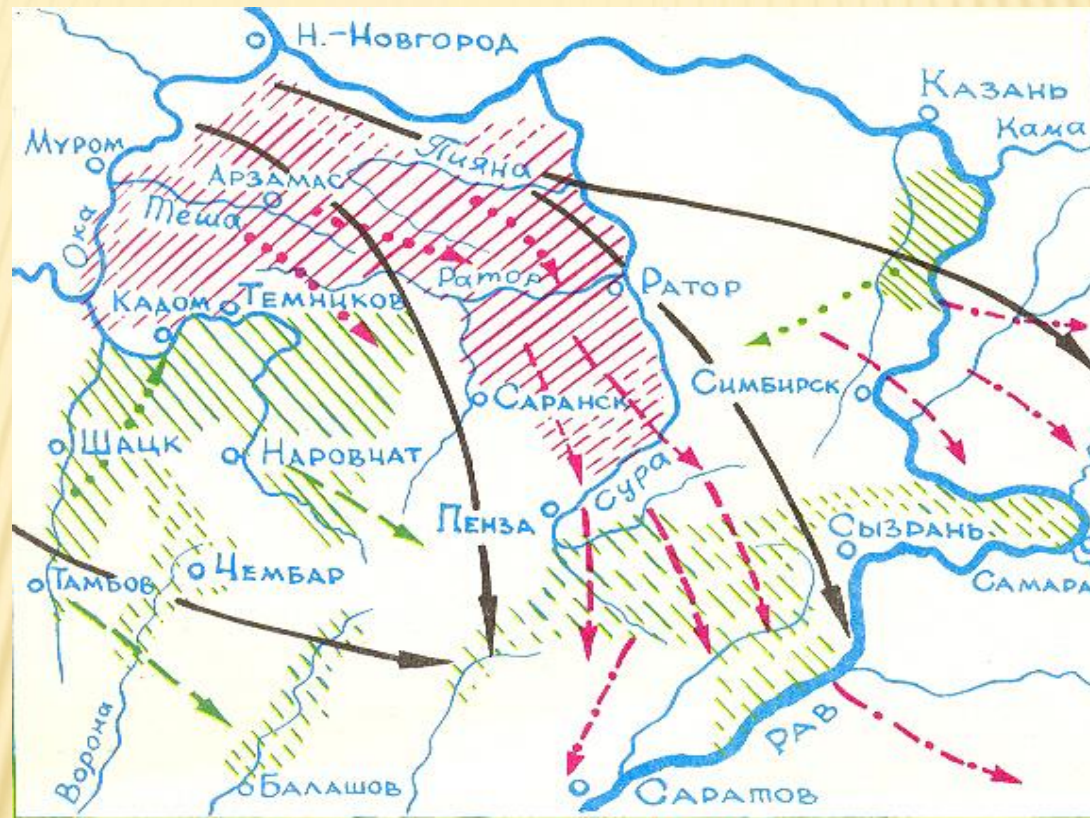 Н.-Новгород
Казань
Кама
Муром
Пияна
Арзамас
Теша
Ока
Ратор
Ратор
Кадом
Темников
Симбирск
Саранск
Шацк
Наровчат
Сура
Пенза
Сызрань
Чембар
Тамбов
Самара
Рав
Ворона
Балашов
Саратов